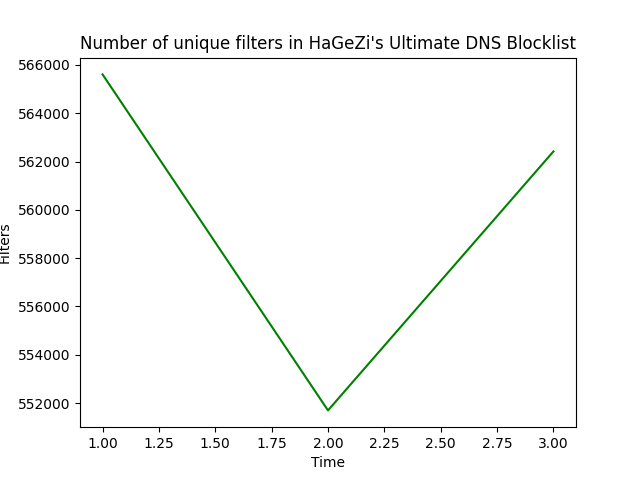 Number of unique filters in HaGeZi's Ultimate DNS Blocklist
566000
564000
562000
560000
558000
556000
554000
552000
Filters
1.00 1.25 1.50 1.75 2.00 2.25 2.50 2.75 3.00
Time